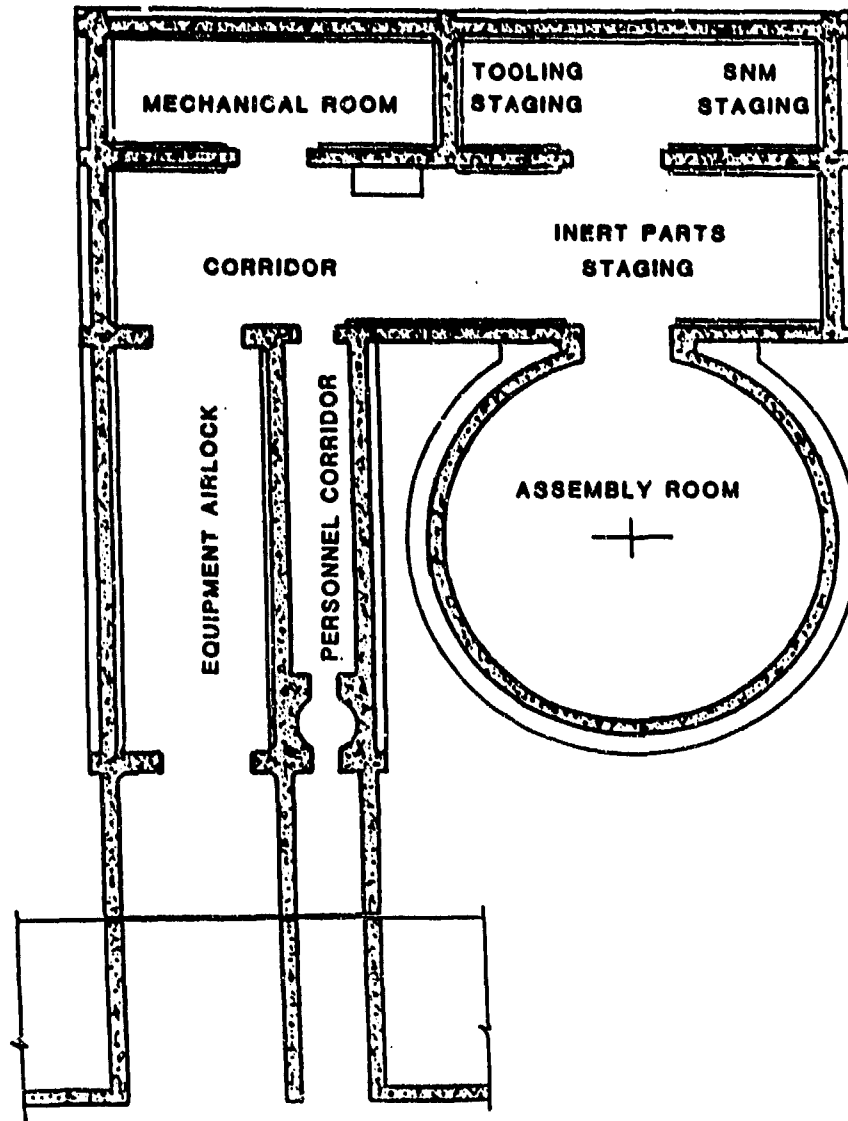 TOOLING
STAGING
SNM
STAGING
MECHANICAL ROOM
INERT PARTS
STAGING
CORRIDOR
EQUIPMENT AIRLOCK
PERSONNEL CORRIDOR
ASSEMBLY ROOM